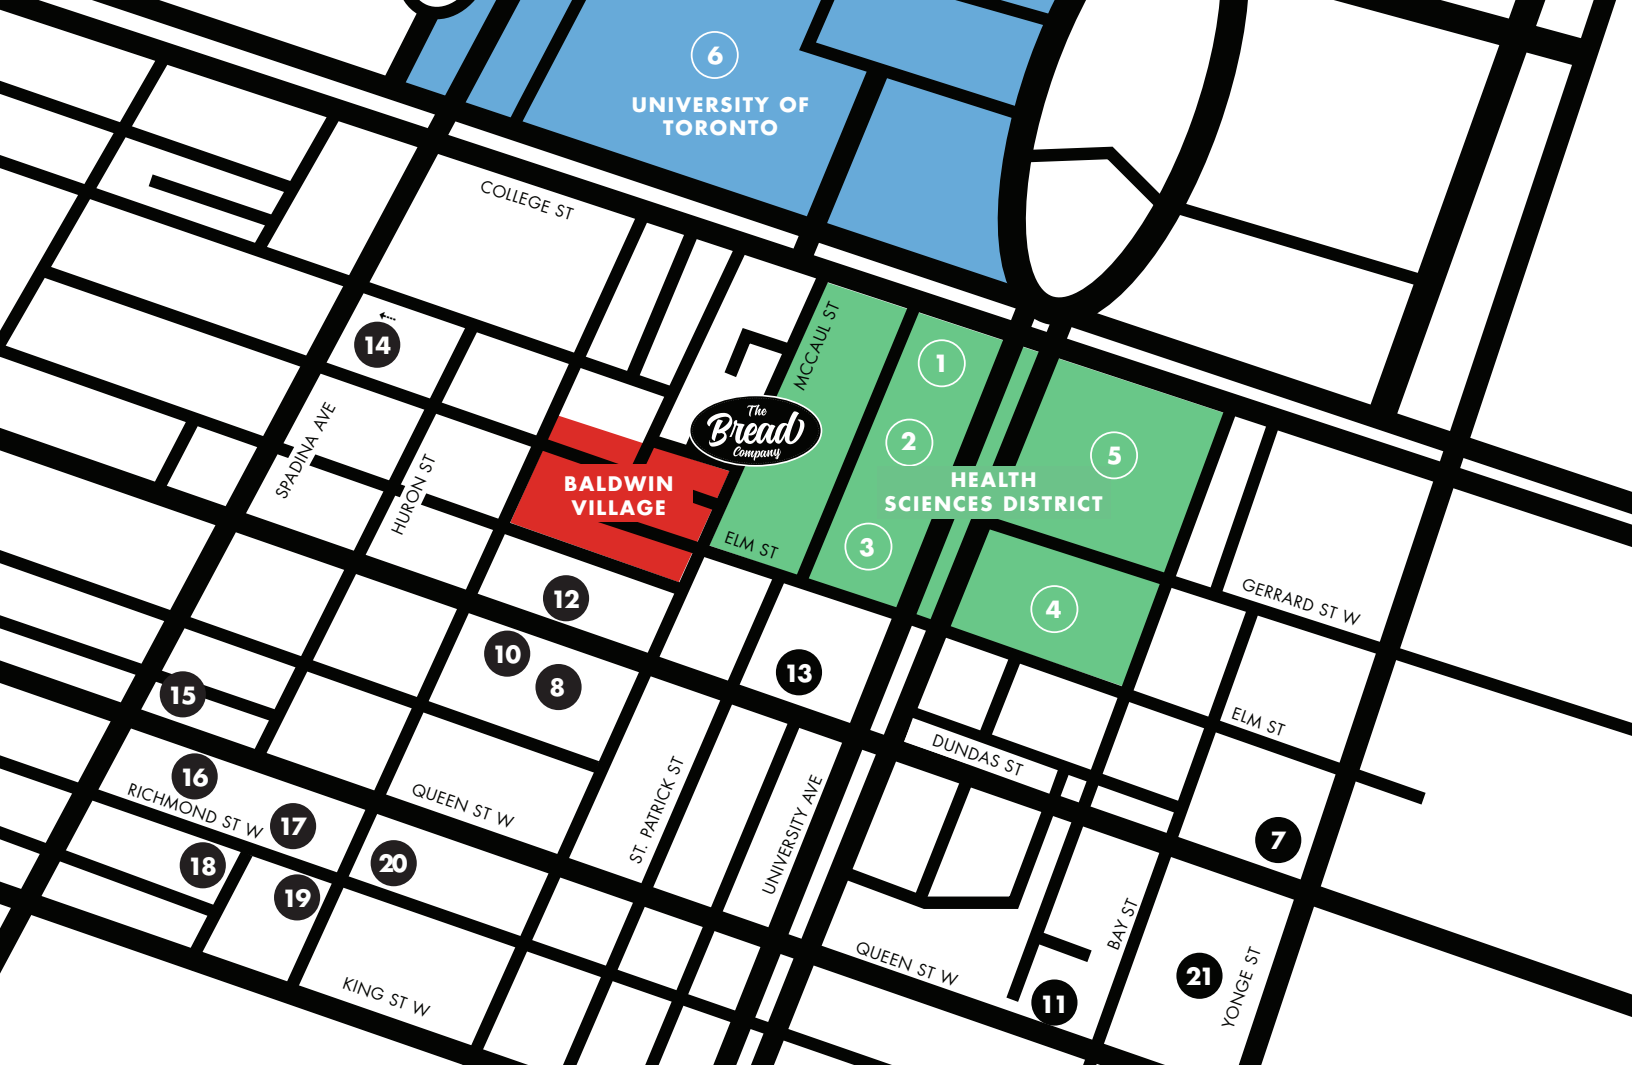 6
UNIVERSITY OF
TORONTO
COLLEGE ST
MCCAUL ST
14
1
The
Bread
Company
2
5
SPADINA AVE
HURON ST
BALDWIN
VILLAGE
HEALTH
SCIENCES DISTRICT
ELM ST
3
12
4
GERRARD ST W
10
8
13
15
ELM ST
DUNDAS ST
16
RICHMOND ST W
17
QUEEN ST W
ST. PATRICK ST
UNIVERSITY AVE
7
18
20
19
BAY ST
QUEEN ST W
KING ST W
11
21
YONGE ST